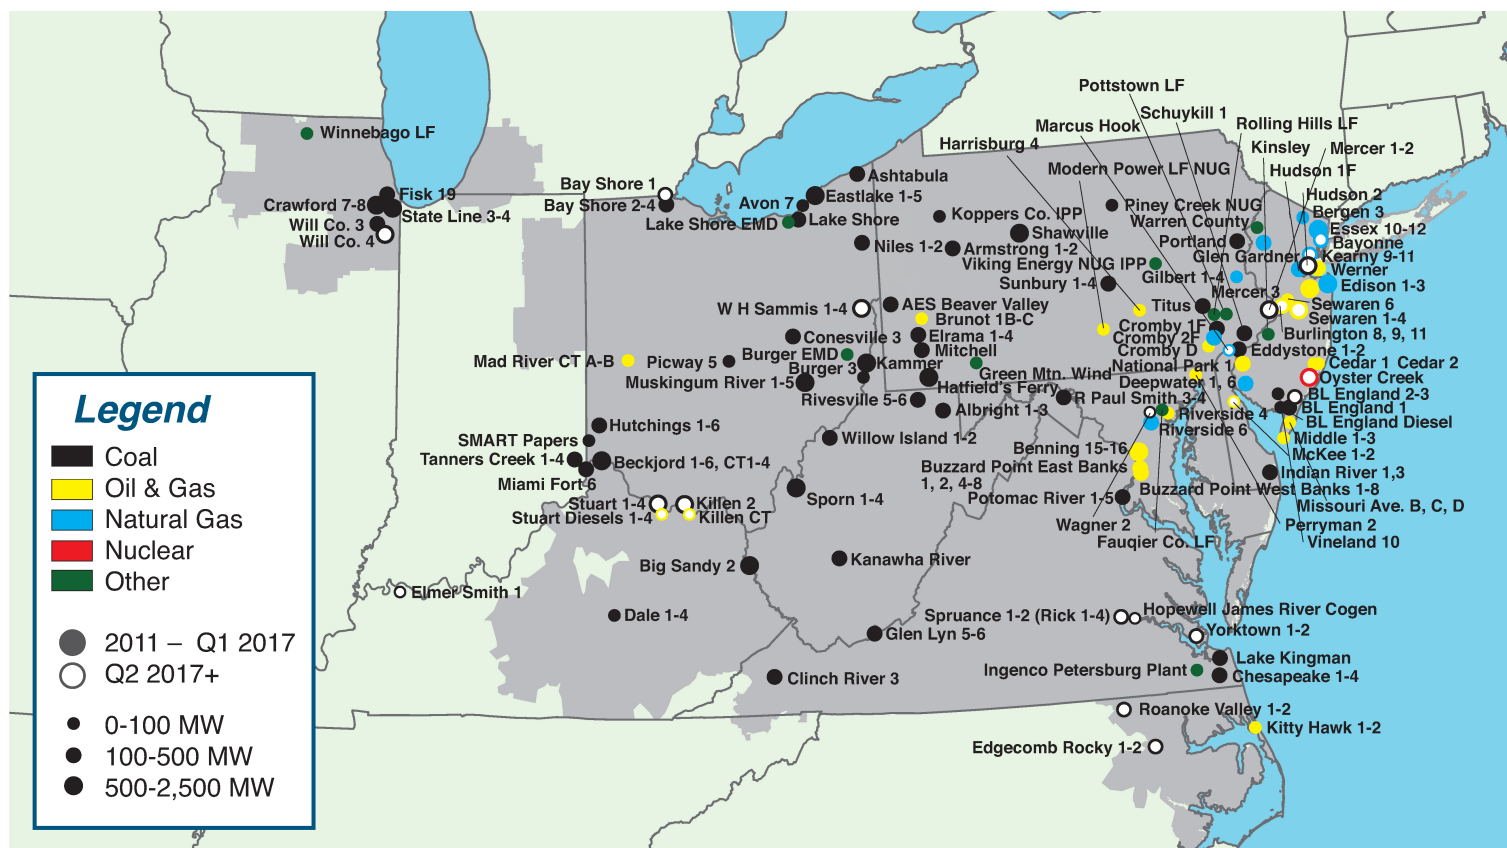 Pottstown LF
Schuykill 1
Marcus Hook
Rolling Hills LF
Harrisburg 4
Kinsley
Mercer 1-2
Winnebago LF
Modern Power LF NUG
Hudson 1F
Ashtabula
Bay Shore 1
Fisk 19
Hudson 2
Eastlake 1-5
Crawford 7-8
Bay Shore 2-4
Avon 7
Piney Creek NUG
Bergen 3
State Line 3-4
Koppers Co. IPP
Lake Shore EMD
Lake Shore
Warren County
Will Co. 3
Essex 10-12
Shawville
Will Co. 4
Portland
Bayonne
Niles 1-2
Armstrong 1-2
Glen Gardner
Kearny 9-11
Viking Energy NUG IPP
Werner
Gilbert 1-4
Sunbury 1-4
Edison 1-3
Mercer 3
W H Sammis 1-4
AES Beaver Valley
Titus
Sewaren 6
Brunot 1B-C
Sewaren 1-4
Cromby 1F
Conesville 3
Elrama 1-4
Cromby 2F
Burlington 8, 9, 11
Cromby D
Mitchell
Eddystone 1-2
Burger EMD
Mad River CT A-B
Picway 5
Kammer
National Park 1
Cedar 1
Cedar 2
Burger 3
Green Mtn. Wind
Oyster Creek
Muskingum River 1-5
Hatfield's Ferry
Deepwater 1, 6
BL England 2-3
Rivesville 5-6
R Paul Smith 3-4
BL England 1
Albright 1-3
Riverside 4
BL England Diesel
Hutchings 1-6
Riverside 6
Middle 1-3
SMART Papers
Willow Island 1-2
Benning 15-16
McKee 1-2
Tanners Creek 1-4
Beckjord 1-6, CT1-4
Buzzard Point East Banks
1, 2, 4-8
Indian River 1,3
Miami Fort 6
Buzzard Point West Banks 1-8
Sporn 1-4
Potomac River 1-5
Stuart 1-4
Killen 2
Missouri Ave. B, C, D
Stuart Diesels 1-4
Killen CT
Wagner 2
Perryman 2
Fauqier Co. LF
Vineland 10
Kanawha River
Big Sandy 2
Elmer Smith 1
Dale 1-4
Spruance 1-2 (Rick 1-4)
Hopewell James River Cogen
Glen Lyn 5-6
Yorktown 1-2
Lake Kingman
Ingenco Petersburg Plant
Chesapeake 1-4
Clinch River 3
Roanoke Valley 1-2
Kitty Hawk 1-2
Edgecomb Rocky 1-2
Legend
Coal
Oil & Gas
Natural Gas
Nuclear
Other
2011 – Q1 2017
Q2 2017+
0-100 MW
100-500 MW
500-2,500 MW